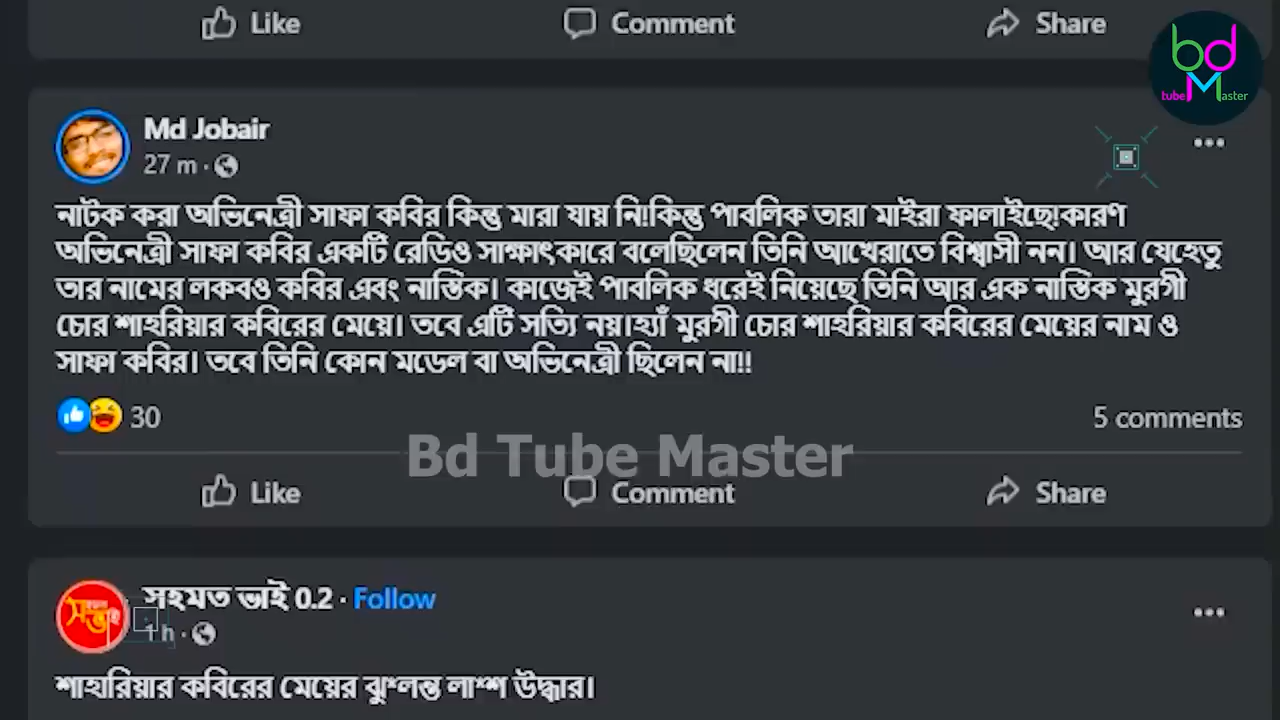 Like
Comment
Share
bd
tube Master
Md Jobair
27 m ·
নাটক করা অভিনেত্রী সাফা কবির কিন্তু মারা যায় নি!কিন্তু পাবলিক তারা মাইরা ফালাইছে!কারণ
অভিনেত্রী সাফা কবির একটি রেডিও সাক্ষাৎকারে বলেছিলেন তিনি আখেরাতে বিশ্বাসী নন। আর যেহেতু
তার নামের লকবও কবির এবং নাস্তিক। কাজেই পাবলিক ধরেই নিয়েছে তিনি আর এক নাস্তিক মুরগী
চোর শাহরিয়ার কবিরের মেয়ে। তবে এটি সত্যি নয়।হ্যাঁ মুরগী চোর শাহরিয়ার কবিরের মেয়ের নাম ও
সাফা কবির। তবে তিনি কোন মডেল বা অভিনেত্রী ছিলেন না!!
30
5 comments
Bd Tube Master
Like
Comment
Share
সহমত ভাই 0.2 · Follow
1 h ·
শাহারিয়ার কবিরের মেয়ের ঝু*লন্ত লা*শ উদ্ধার।